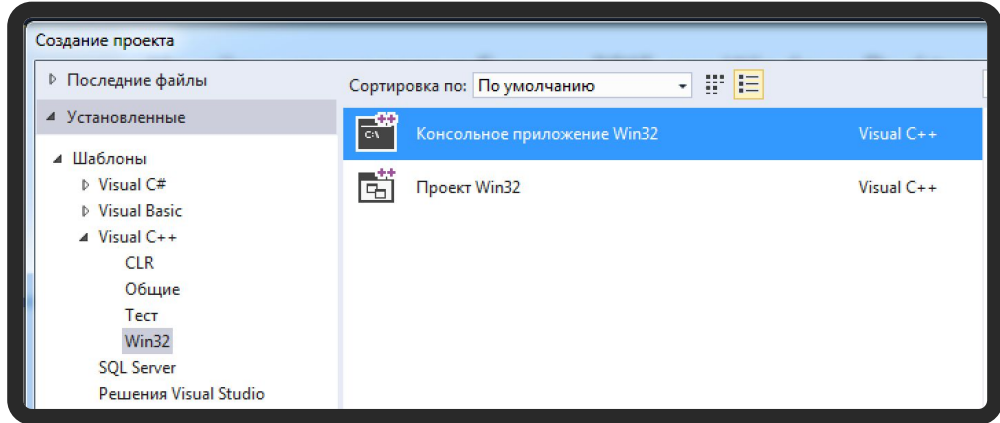 Создание проекта
Последние файлы
Установленные
Шаблоны
Visual C#
Visual Basic
Visual C++
CLR
Общие
Тест
Win32
SQL Server
Решения Visual Studio
Сортировка по: По умолчанию
Консольное приложение Win32 Visual C++
Проект Win32 Visual C++